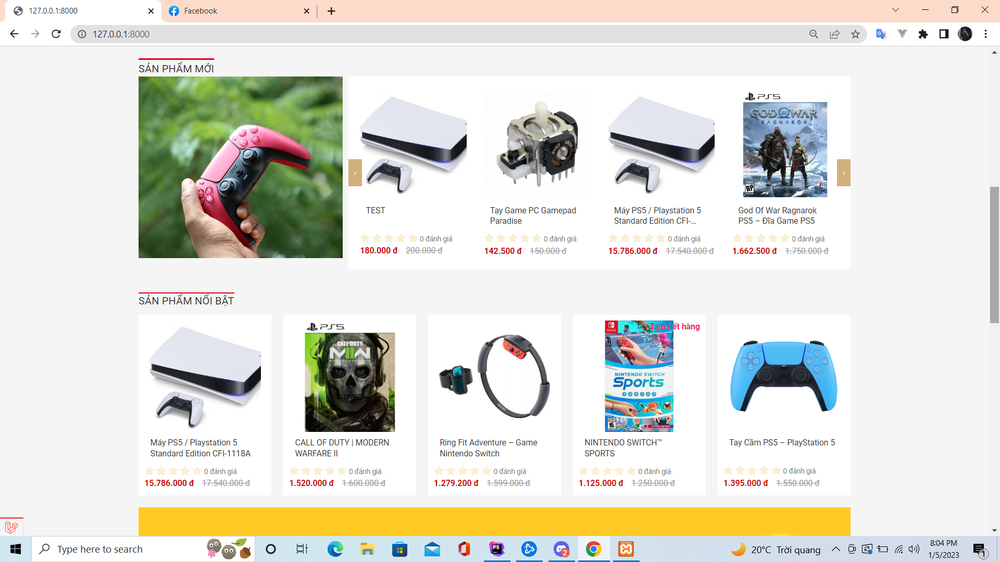 127.0.0.1:8000
Facebook
127.0.0.1:8000
SẢN PHẨM MỚI
PS5
GOD OF WAR
RAGNARÖK
RP
TEST
Tay Game PC Gamepad
Paradise
Máy PS5 / Playstation 5
Standard Edition CFI-...
God Of War Ragnarok
PS5 – Đĩa Game PS5
0 đánh giá
0 đánh giá
0 đánh giá
0 đánh giá
180.000 đ 200.000 đ
142.500 đ 150.000 đ
15.786.000 đ 17.540.000 đ
1.662.500 đ 1.750.000 đ
SẢN PHẨM NỔI BẬT
PS5
CALL OF DUTY
MWII
MODERN WARFARE II
Tạm hết hàng
NINTENDO SWITCH
Sports
E
Máy PS5 / Playstation 5
Standard Edition CFI-1118A
CALL OF DUTY | MODERN
WARFARE II
Ring Fit Adventure – Game
Nintendo Switch
NINTENDO SWITCH™
SPORTS
Tay Cầm PS5 – PlayStation 5
0 đánh giá
0 đánh giá
0 đánh giá
0 đánh giá
0 đánh giá
15.786.000 đ 17.540.000 đ
1.520.000 đ 1.600.000 đ
1.279.200 đ 1.599.000 đ
1.125.000 đ 1.250.000 đ
1.395.000 đ 1.550.000 đ
Type here to search
PS
2
20°C Trời quang
8:04 PM
1/5/2023
1